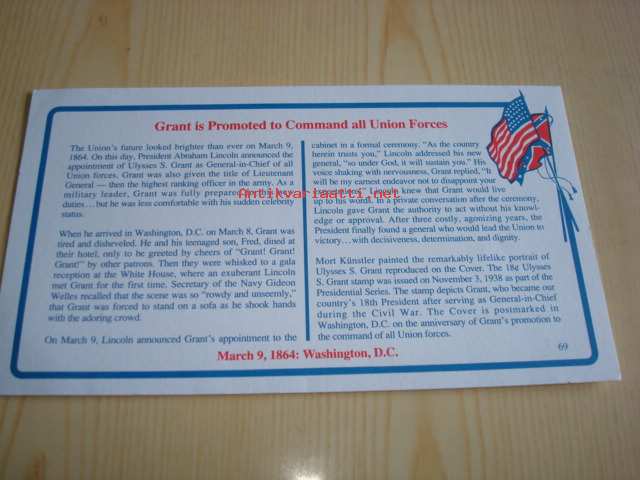 Grant is Promoted to Command all Union Forces
The Union's future looked brighter than ever on March 9,
1864. On this day, President Abraham Lincoln announced the
appointment of Ulysses S. Grant as General-in-Chief of all
Union forces. Grant was also given the title of Lieutenant
General — then the highest ranking officer in the army. As a
military leader, Grant was fully prepared for his new
duties...but he was less comfortable with his sudden celebrity
status.
When he arrived in Washington, D.C. on March 8, Grant was
tired and disheveled. He and his teenaged son, Fred, dined at
their hotel, only to be greeted by cheers of "Grant! Grant!
Grant!" by other patrons. Then they were whisked to a gala
reception at the White House, where an exuberant Lincoln
met Grant for the first time. Secretary of the Navy Gideon
Welles recalled that the scene was so "rowdy and unseemly,"
that Grant was forced to stand on a sofa as he shook hands
with the adoring crowd.
On March 9, Lincoln announced Grant's appointment to the
cabinet in a formal ceremony. "As the country
herein trusts you," Lincoln addressed his new
general, "so under God, it will sustain you." His
voice shaking with nervousness, Grant replied, "It
will be my earnest endeavor not to disappoint your
expectations." Lincoln knew that Grant would live
up to his words. In a private conversation after the ceremony,
Lincoln gave Grant the authority to act without his knowl-
edge or approval. After three costly, agonizing years, the
President finally found a general who would lead the Union to
victory...with decisiveness, determination, and dignity.
Mort Künstler painted the remarkably lifelike portrait of
Ulysses S. Grant reproduced on the Cover. The 18¢ Ulysses
S. Grant stamp was issued on November 3, 1938 as part of the
Presidential Series. The stamp depicts Grant, who became our
country's 18th President after serving as General-in-Chief
during the Civil War. The Cover is postmarked in
Washington, D.C. on the anniversary of Grant's promotion to
the command of all Union forces.
March 9, 1864: Washington, D.C.
69
Antikvariaatti.net